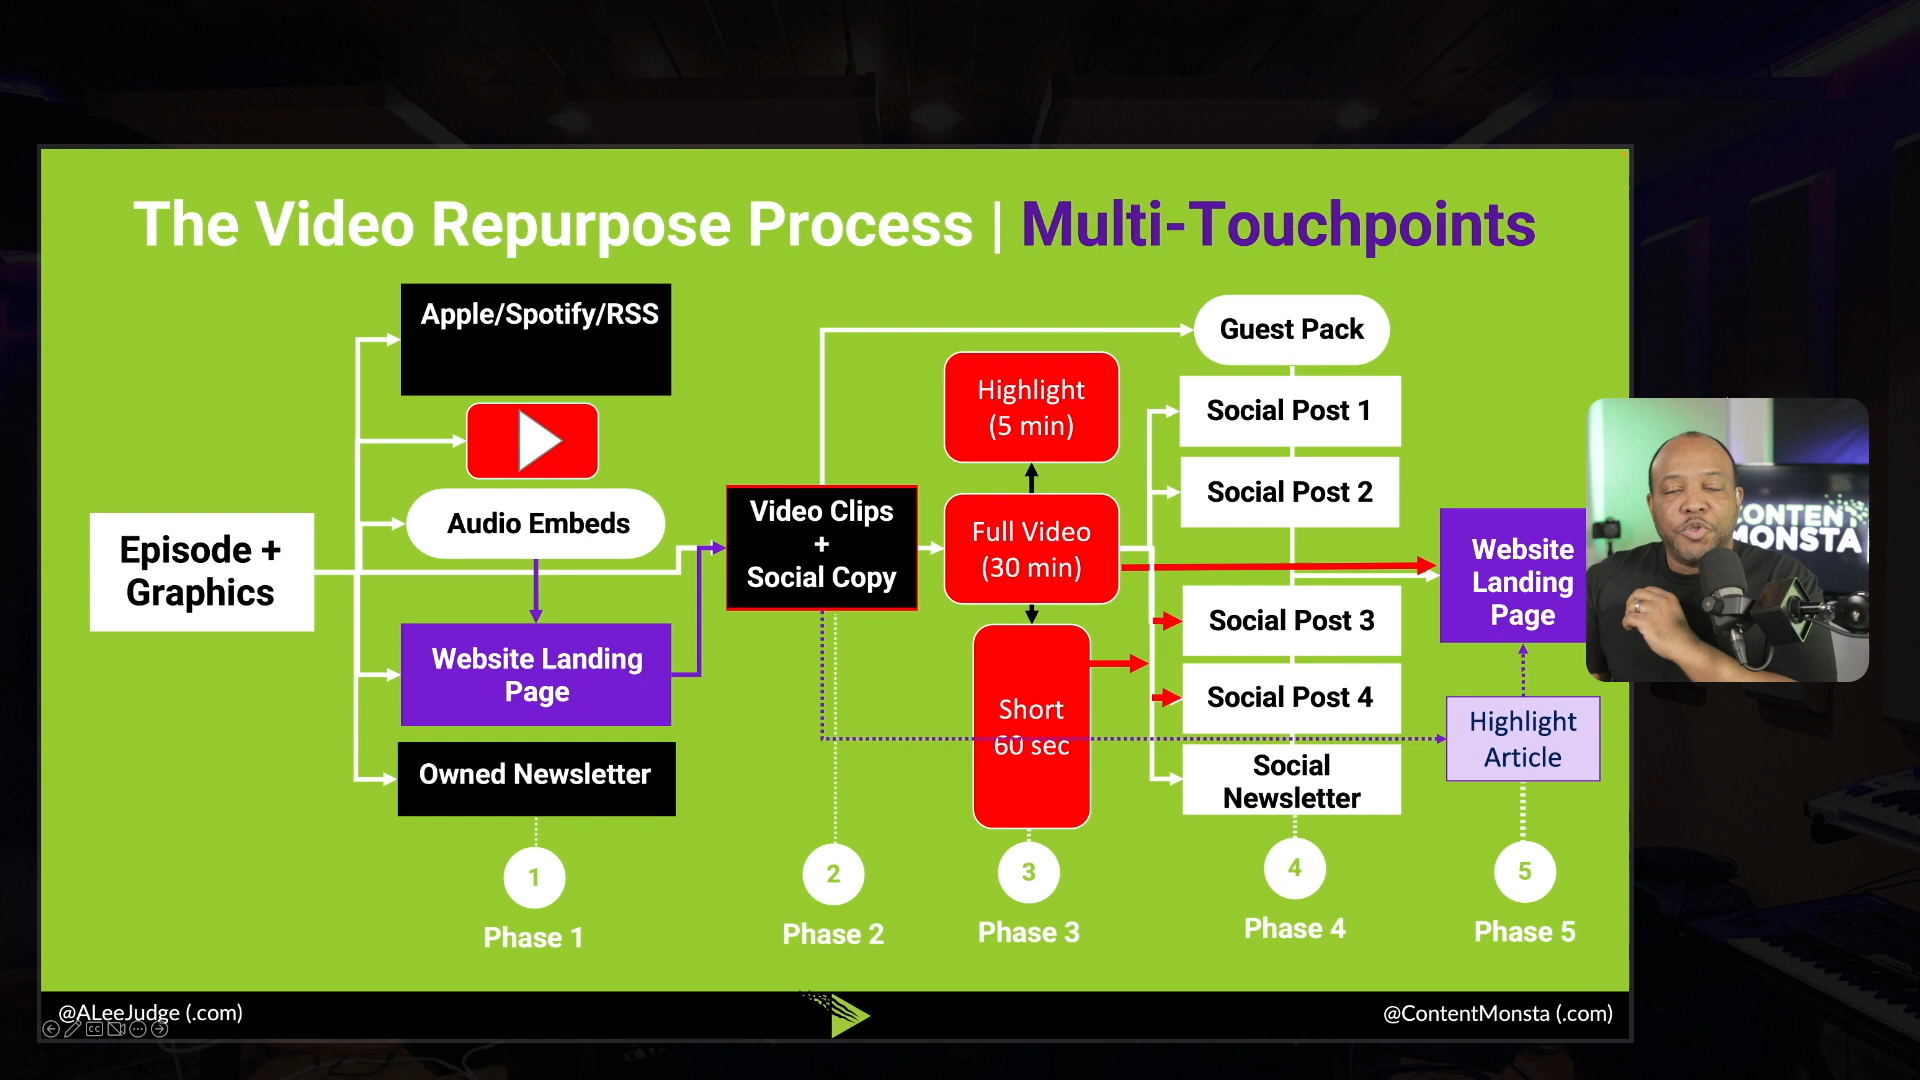 The Video Repurpose Process | Multi-Touchpoints
Apple/Spotify/RSS
Audio Embeds
Episode +
Graphics
Website Landing
Page
Owned Newsletter
Video Clips
+
Social Copy
Highlight
(5 min)
Full Video
(30 min)
Short
60 sec
Guest Pack
Social Post 1
Social Post 2
Social Post 3
Social Post 4
Social
Newsletter
Website
Landing
Page
Highlight
Article
CONTENT
MONSTA
1
2
3
4
5
Phase 1
Phase 2
Phase 3
Phase 4
Phase 5
@ALeeJudge (.com)
@ContentMonsta (.com)
CC